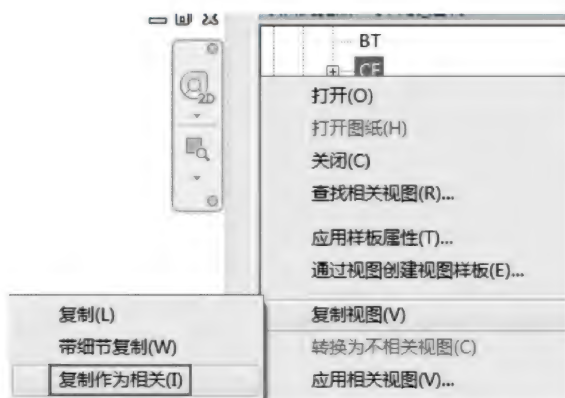 BT
CF
2D
打开(O)
打开图纸(H)
关闭(C)
查找相关视图(R)...
应用样板属性(T)...
通过视图创建视图样板(E)...
复制视图(V)
转换为不相关视图(C)
应用相关视图(V)...
复制(L)
带细节复制(W)
复制作为相关(I)